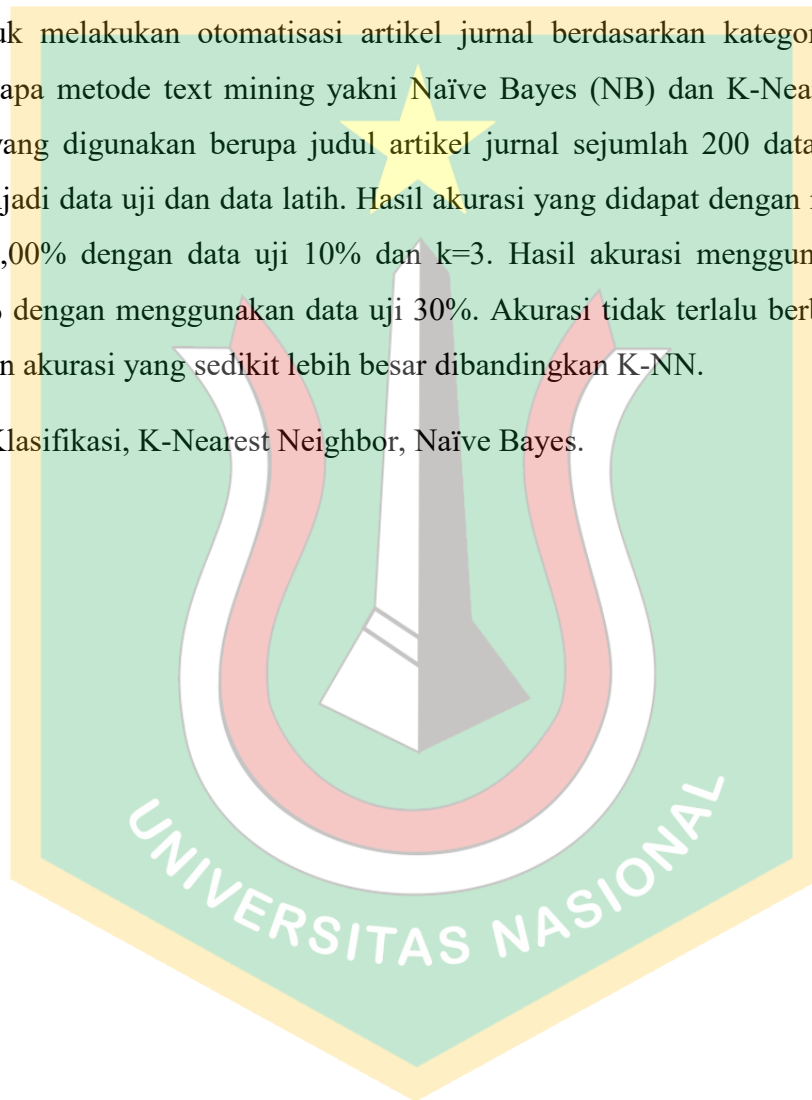 uk melakukan otomatisasi artikel jurnal berdasarkan kategor
apa metode text mining yakni Naïve Bayes (NB) dan K-Nea
yang digunakan berupa judul artikel jurnal sejumlah 200 data
jadi data uji dan data latih. Hasil akurasi yang didapat dengan
,00% dengan data uji 10% dan k=3. Hasil akurasi menggun
dengan menggunakan data uji 30%. Akurasi tidak terlalu berb
n akurasi yang sedikit lebih besar dibandingkan K-NN.
Klasifikasi, K-Nearest Neighbor, Naïve Bayes.
UNIVERSITAS NASIONAL